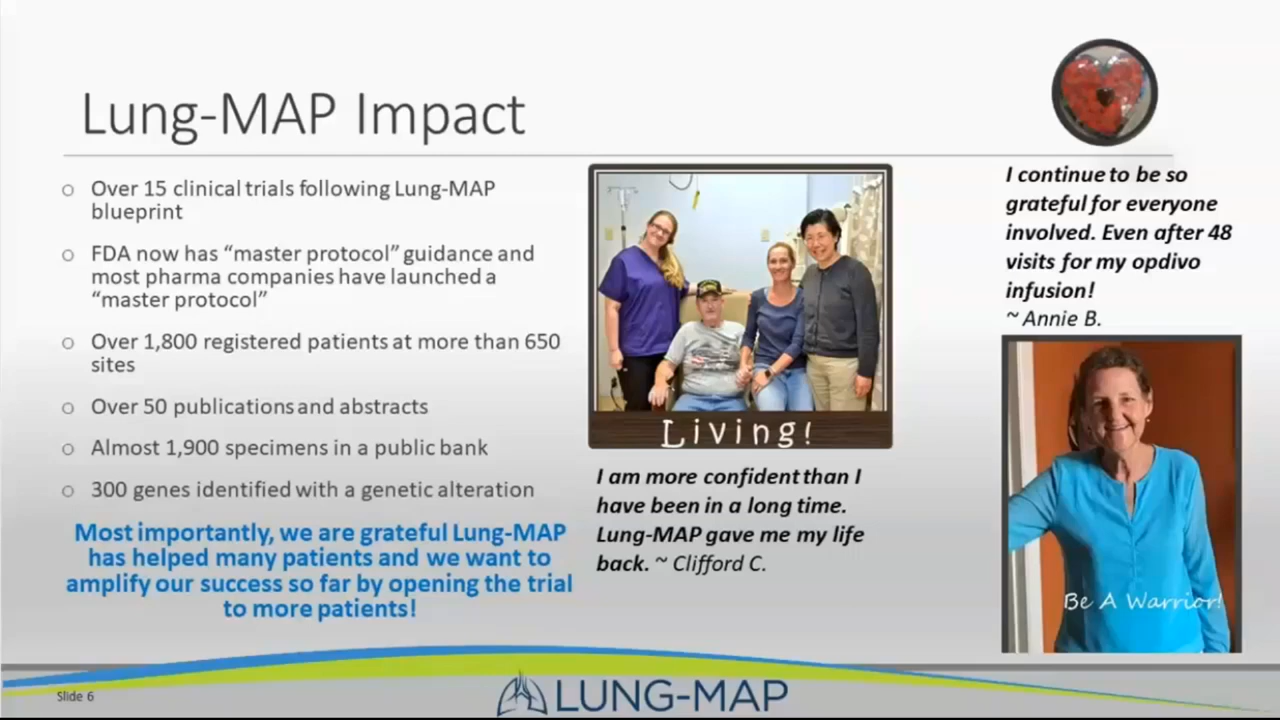 Lung-MAP Impact
o Over 15 clinical trials following Lung-MAP
blueprint
o FDA now has “master protocol” guidance and
most pharma companies have launched a
“master protocol”
o Over 1,800 registered patients at more than 650
sites
o Over 50 publications and abstracts
o Almost 1,900 specimens in a public bank
o 300 genes identified with a genetic alteration
Most importantly, we are grateful Lung-MAP
has helped many patients and we want to
amplify our success so far by opening the trial
to more patients!
Living!
I am more confident than I
have been in a long time.
Lung-MAP gave me my life
back. ~ Clifford C.
I continue to be so
grateful for everyone
involved. Even after 48
visits for my opdivo
infusion!
~ Annie B.
Be A Warrior!
Slide 6
LUNG-MAP